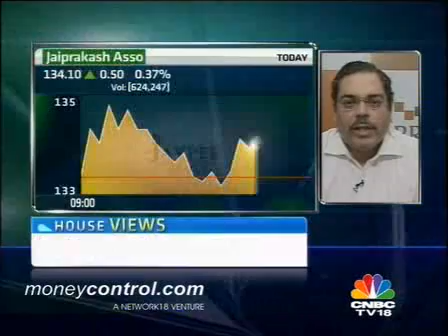 Jaiprakash Asso
TODAY
134.10 ▲ 0.50 0.37%
Vol: [624,247]
135
133
09:00
HOUSE VIEWS
moneycontrol.com
A NETWORK18 VENTURE
CNBC
TV18